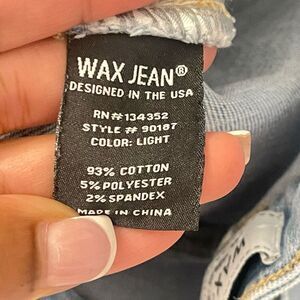 WAX JEAN®
DESIGNED IN THE USA
RN# 134352
STYLE # 90187
COLOR: LIGHT
93% COTTON
5% POLYESTER
2% SPANDEX
MADE IN CHINA
WAX